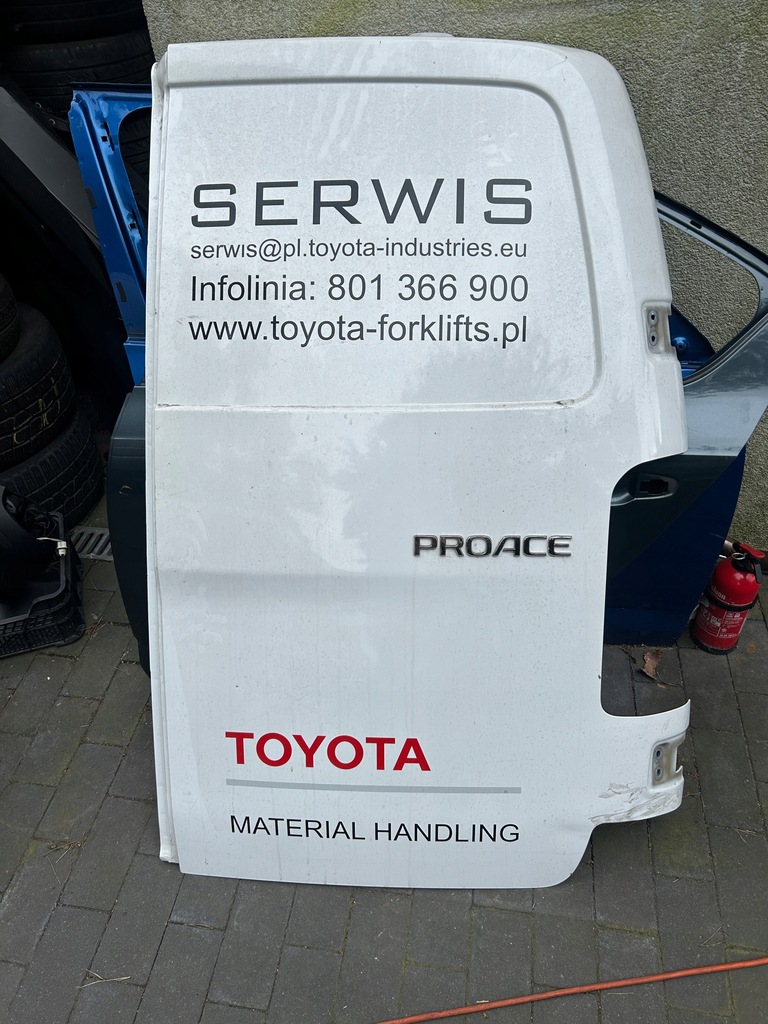 SERWIS
serwis@pl.toyota-industries.eu
Infolinia: 801 366 900
www.toyota-forklifts.pl
PROACE
TOYOTA
MATERIAL HANDLING